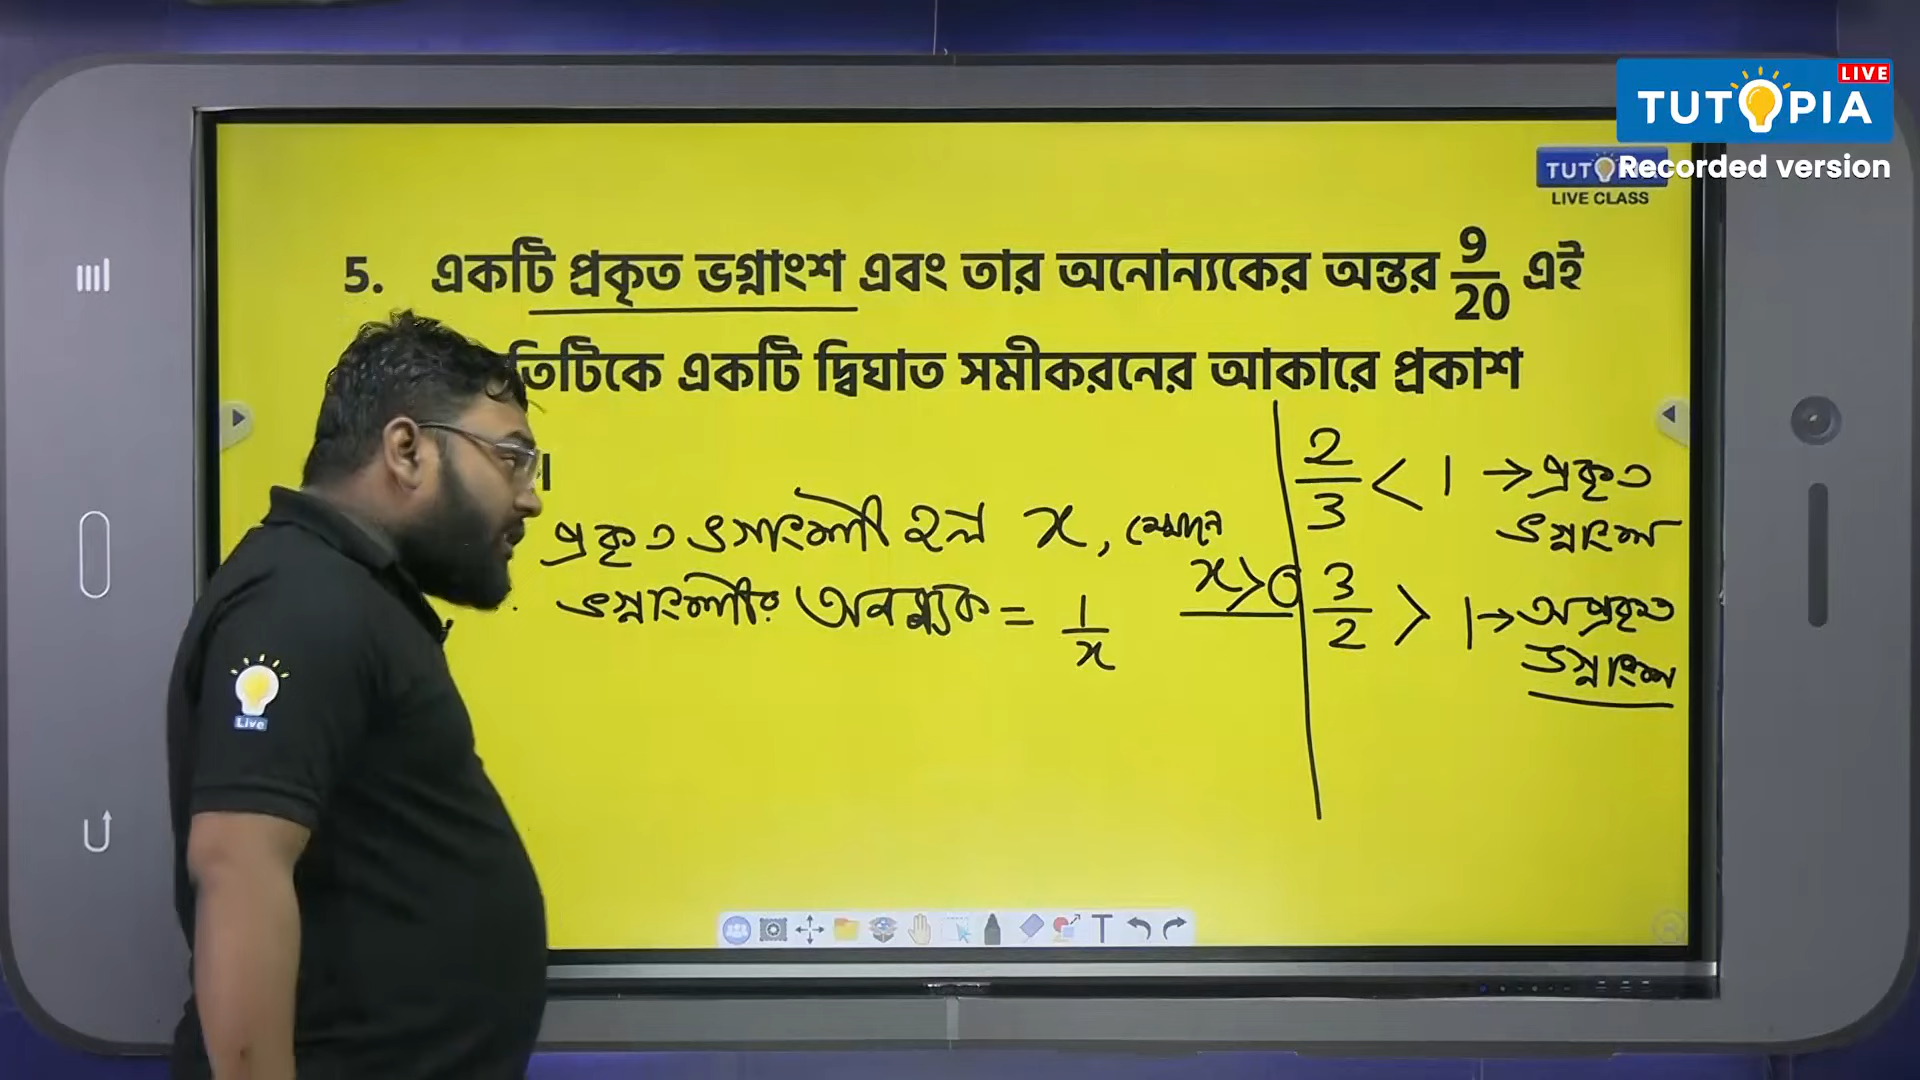 LIVE
TUTOPIA
Recorded version
LIVE CLASS
5. একটি প্রকৃত ভগ্নাংশ এবং তার অনোন্যকের অন্তর 9/20 এই
তিটিকে একটি দ্বিঘাত সমীকরনের আকারে প্রকাশ
।
প্রকৃত ভগ্নাংশটী হল x, যেখানে
x>0
ভগ্নাংশটীর অনন্যক = 1/x
2/3 < 1 → প্রকৃত
ভগ্নাংশ
3/2 > 1 → অপ্রকৃত
ভগ্নাংশ
Live